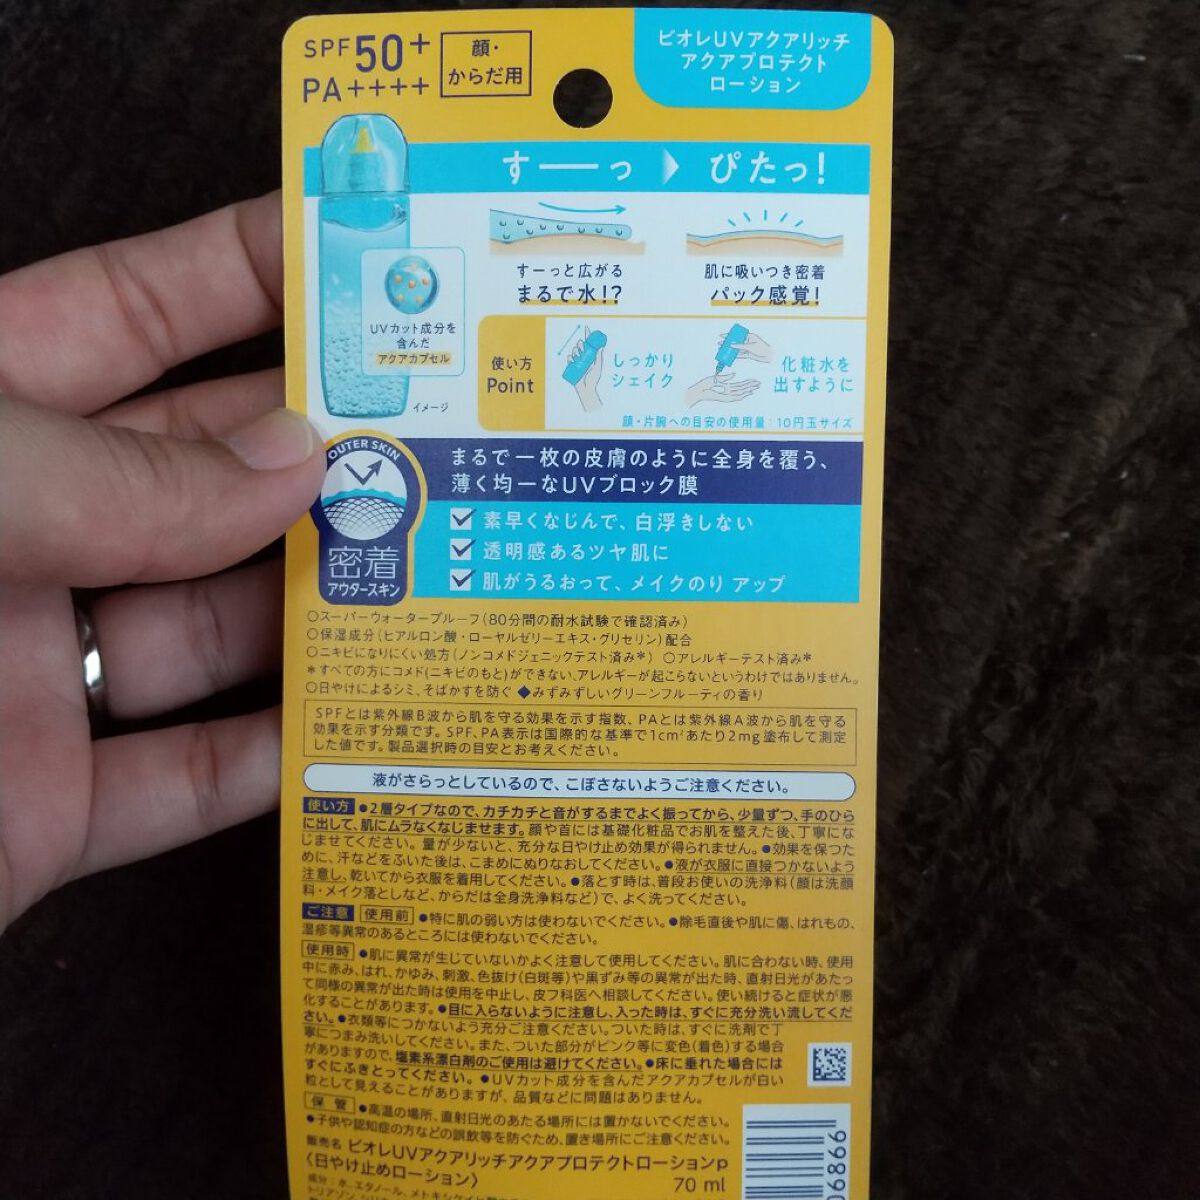 SPF50+
PA++++
顔・
からだ用
ビオレUVアクアリッチ
アクアプロテクト
ローション
すーーっ ぴたっ!
すーっと広がる
まるで水!?
肌に吸いつき密着
パック感覚!
UVカット成分を
含んだ
アクアカプセル
イメージ
使い方
Point
しっかり
シェイク
化粧水を
出すように
顔・片腕への目安の使用量:10円玉サイズ
OUTER SKIN
密着
アウタースキン
まるで一枚の皮膚のように全身を覆う、
薄く均一なUVブロック膜
素早くなじんで、白浮きしない
透明感あるツヤ肌に
肌がうるおって、メイクのり アップ
○スーパーウォータープルーフ(80分間の耐水試験で確認済み)
○保湿成分(ヒアルロン酸・ローヤルゼリーエキス・グリセリン)配合
○ニキビになりにくい処方(ノンコメドジェニックテスト済み*) ○アレルギーテスト済み*
*すべての方にコメド(ニキビのもと)ができない、アレルギーが起こらないというわけではありません。
○日やけによるシミ、そばかすを防ぐ ◆みずみずしいグリーンフルーティの香り
SPFとは紫外線B波から肌を守る効果を示す指数、PAとは紫外線A波から肌を守る
効果を示す分類です。SPF、PA表示は国際的な基準で1cm²あたり2mg塗布して測定
した値です。製品選択時の目安とお考えください。
液がさらっとしているので、こぼさないようご注意ください。
使い方 ●2層タイプなので、カチカチと音がするまでよく振ってから、少量ずつ、手のひら
に出して、肌にムラなくなじませます。顔や首には基礎化粧品でお肌を整えた後、丁寧にな
じませてください。量が少ないと、充分な日やけ止め効果が得られません。●効果を保つた
めに、汗などをふいた後は、こまめにぬりなおしてください。●液が衣服に直接つかないよう
注意し、乾いてから衣服を着用してください。●落とす時は、普段お使いの洗浄料(顔は洗顔
料・メイク落としなど、からだは全身洗浄料など)で、よく洗ってください。
ご注意 使用前 ●特に肌の弱い方は使わないでください。●除毛直後や肌に傷、はれもの、
湿疹等異常のあるところには使わないでください。
使用時 ●肌に異常が生じていないかよく注意して使用してください。肌に合わない時、使用
中に赤み、はれ、かゆみ、刺激、色抜け(白斑等)や黒ずみ等の異常が出た時、直射日光があたっ
て同様の異常が出た時は使用を中止し、皮フ科医へ相談してください。使い続けると症状が悪
化することがあります。●目に入らないように注意し、入った時は、すぐに充分洗い流してくだ
さい。●衣類等につかないよう充分ご注意ください。ついた時は、すぐに洗剤で丁
寧につまみ洗いしてください。また、ついた部分がピンク等に変色(着色)する場合
がありますので、塩素系漂白剤のご使用は避けてください。●床に垂れた場合には
すぐにふきとってください。●UVカット成分を含んだアクアカプセルが白い
粒として見えることがありますが、品質などに問題はありません。
保 管 ●高温の場所、直射日光のあたる場所には置かないでください。
●子供や認知症の方などの誤飲等を防ぐため、置き場所にご注意ください。
販売名 ビオレUVアクアリッチアクアプロテクトローションp
〈日やけ止めローション〉 70 ml
成分:水、エタノール、